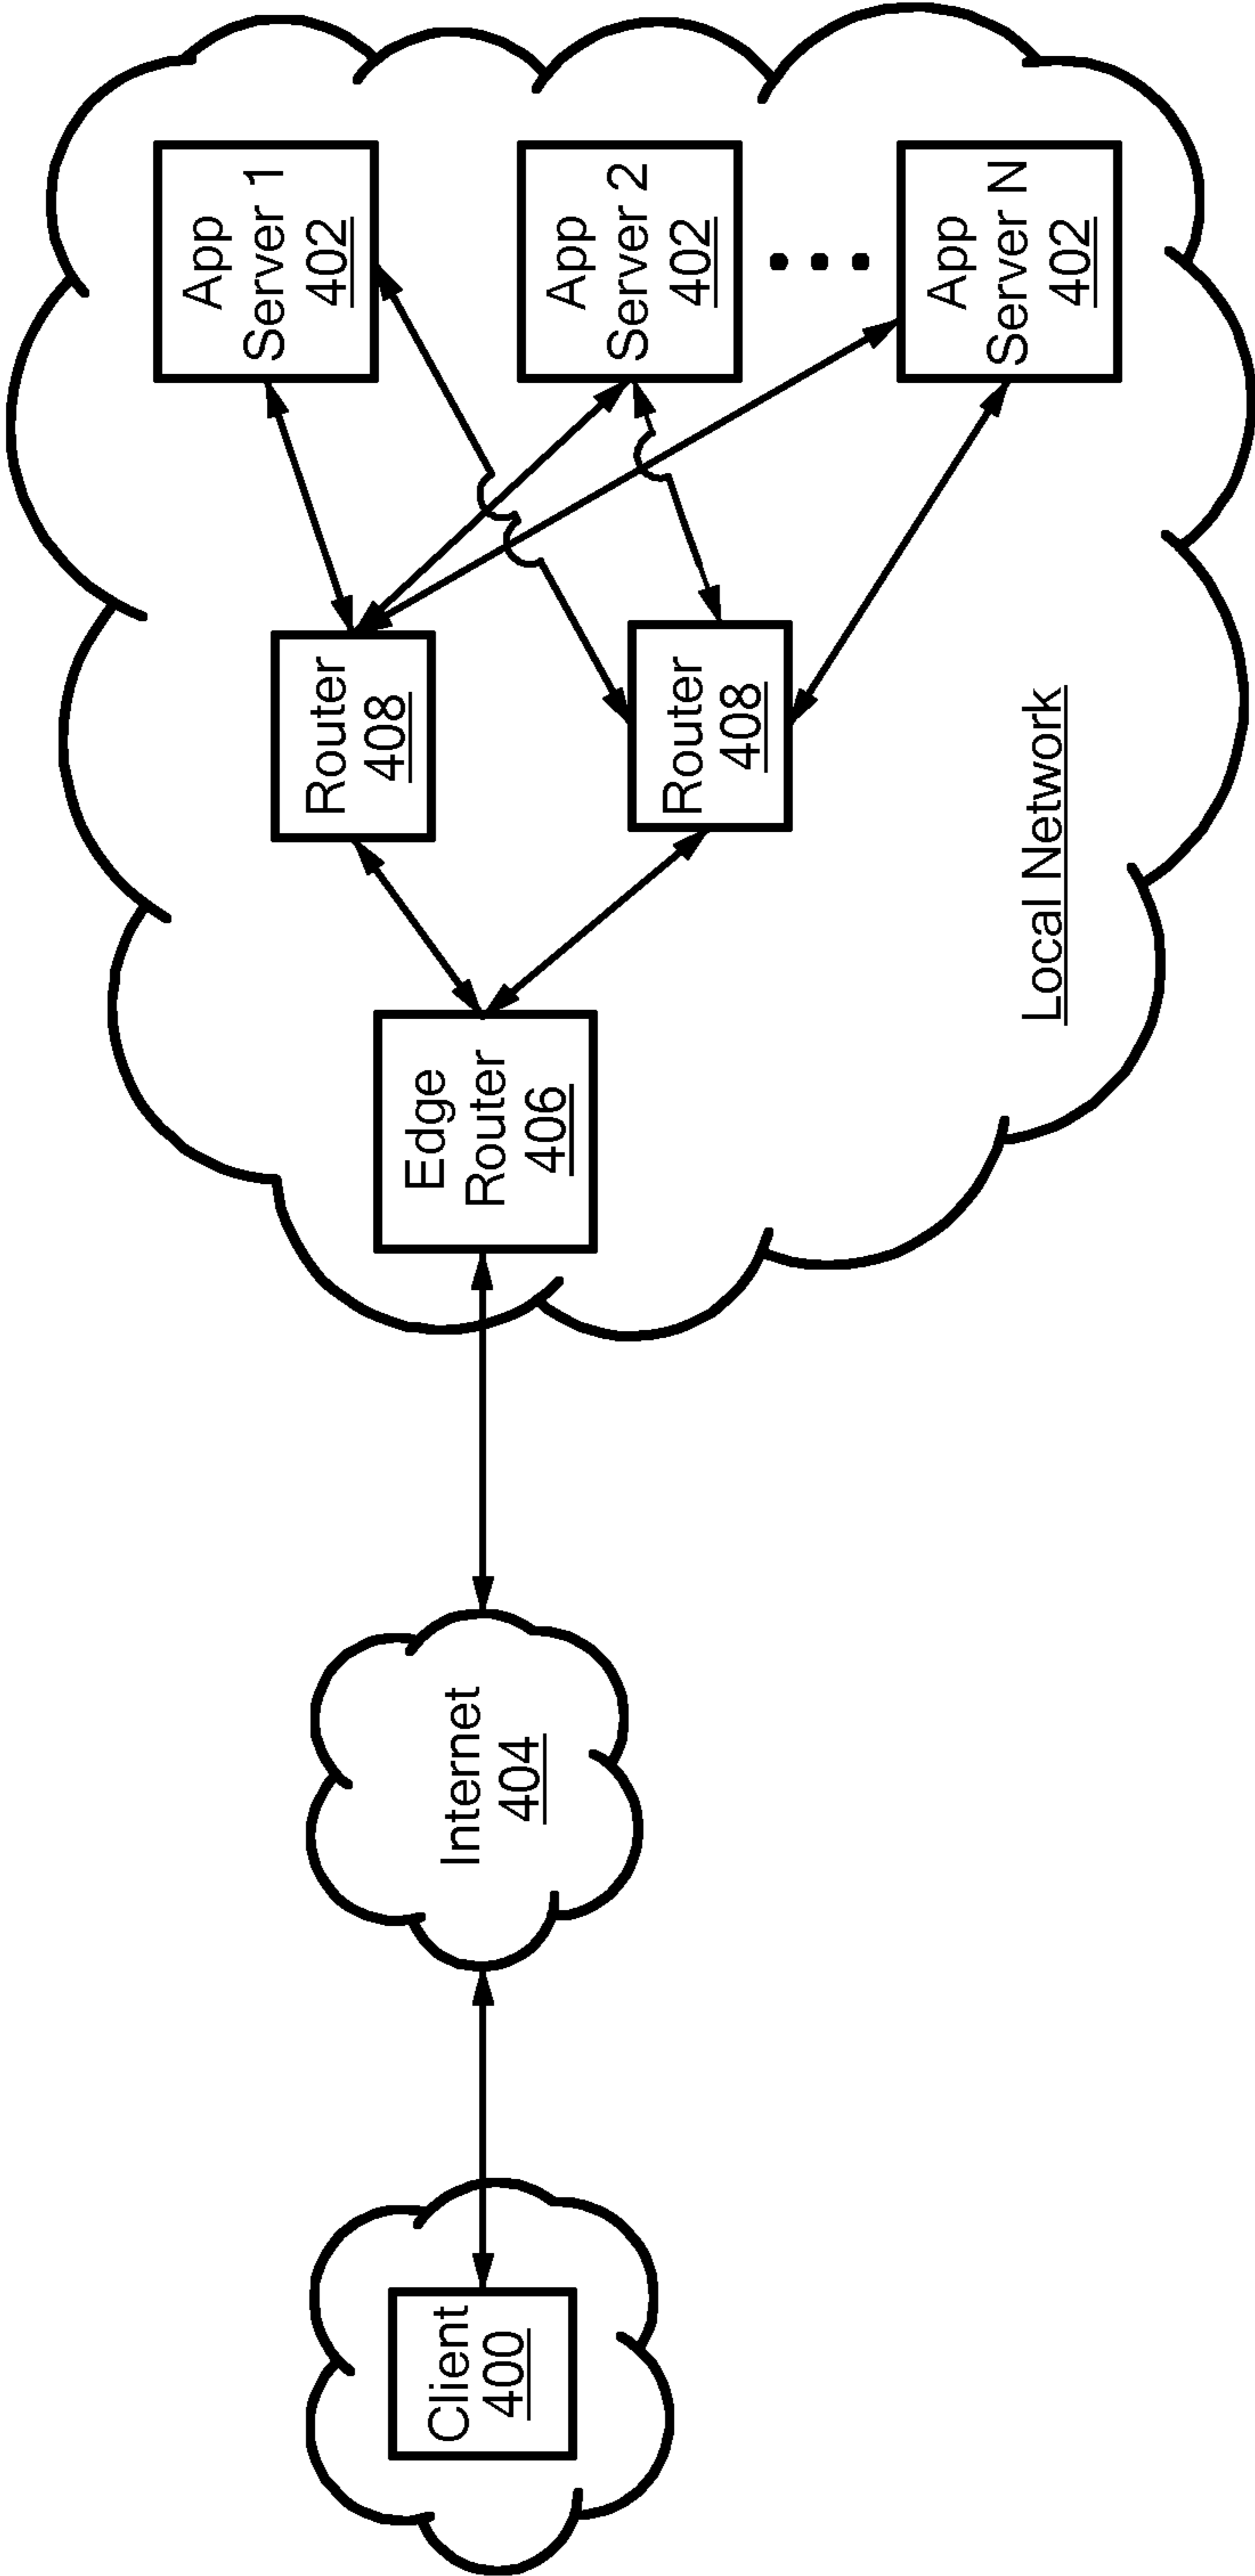 Client
400
Internet
404
Edge
Router
406
Router
408
Router
408
App
Server 1
402
App
Server 2
402
App
Server N
402
Local Network